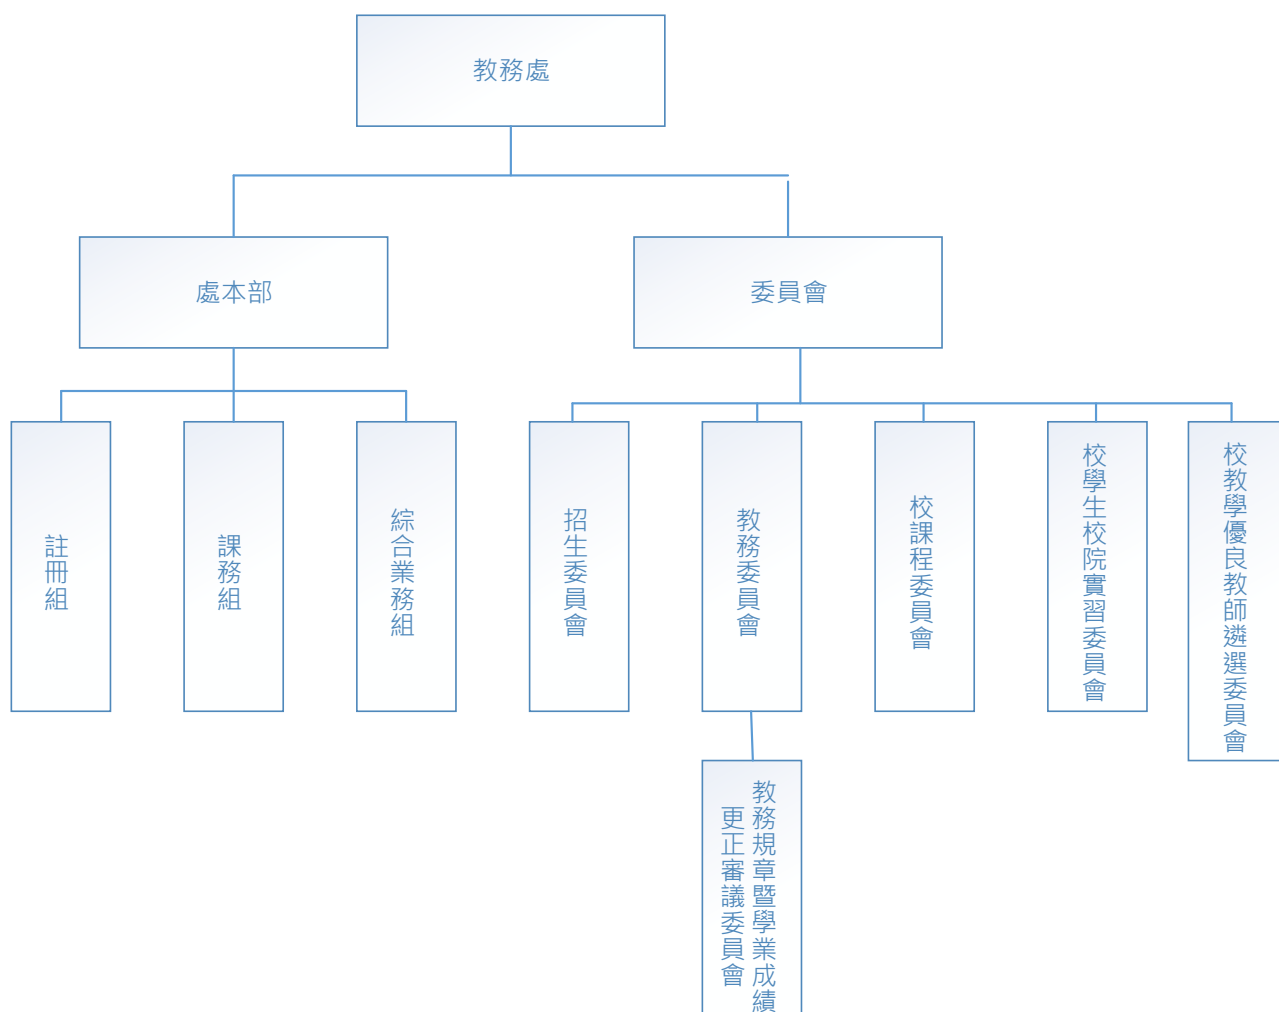 教務處
處本部
委員會
註冊組
課務組
綜合業務組
招生委員會
教務委員會
校課程委員會
校學生校院實習委員會
校教學優良教師遴選委員會
教務規章暨學業成績
更正審議委員會